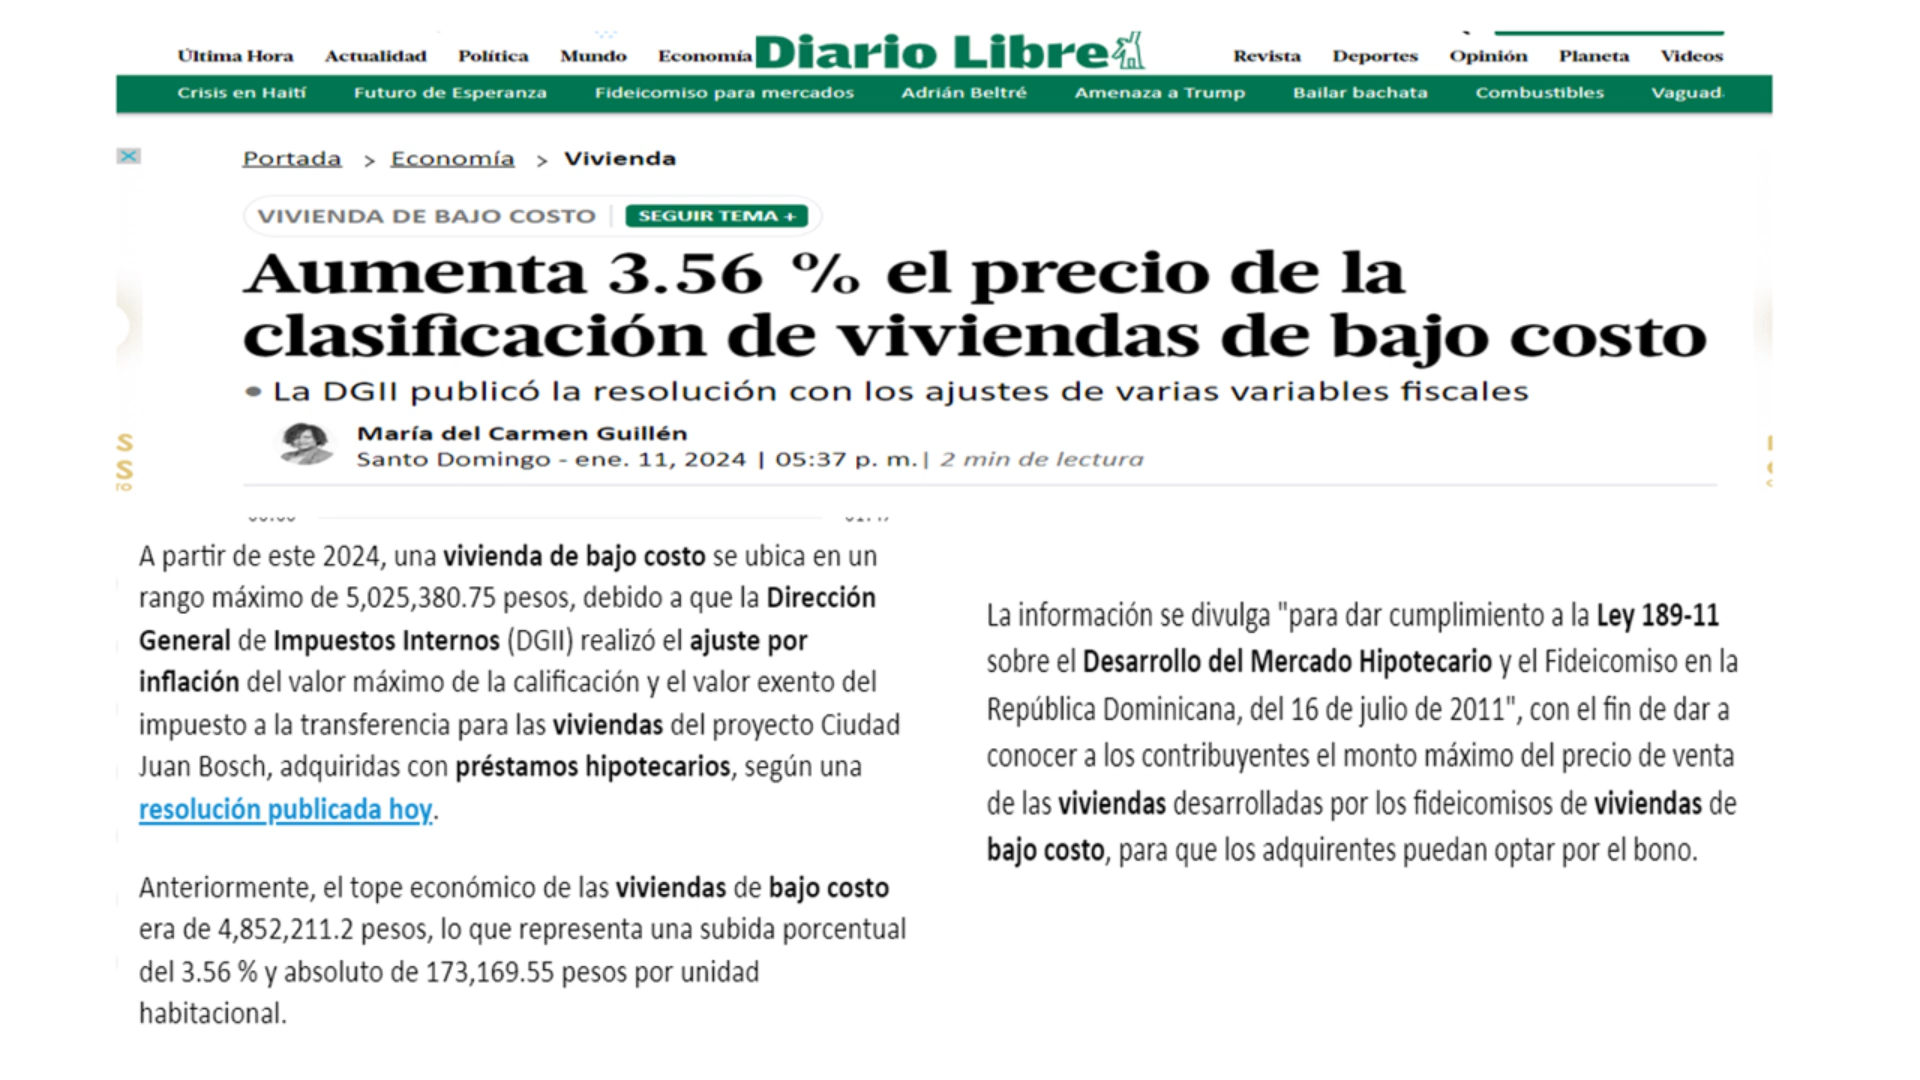 Última Hora Actualidad Política Mundo Economía Diario Libre Revista Deportes Opinión Planeta Videos
Crisis en Haití Futuro de Esperanza Fideicomiso para mercados Adrián Beltré Amenaza a Trump Bailar bachata Combustibles Vaguad
Portada > Economía > Vivienda
VIVIENDA DE BAJO COSTO | SEGUIR TEMA +
Aumenta 3.56 % el precio de la
clasificación de viviendas de bajo costo
• La DGII publicó la resolución con los ajustes de varias variables fiscales
María del Carmen Guillén
Santo Domingo - ene. 11, 2024 | 05:37 p. m.| 2 min de lectura
A partir de este 2024, una vivienda de bajo costo se ubica en un
rango máximo de 5,025,380.75 pesos, debido a que la Dirección
General de Impuestos Internos (DGII) realizó el ajuste por
inflación del valor máximo de la calificación y el valor exento del
impuesto a la transferencia para las viviendas del proyecto Ciudad
Juan Bosch, adquiridas con préstamos hipotecarios, según una
resolución publicada hoy.
Anteriormente, el tope económico de las viviendas de bajo costo
era de 4,852,211.2 pesos, lo que representa una subida porcentual
del 3.56 % y absoluto de 173,169.55 pesos por unidad
habitacional.
La información se divulga "para dar cumplimiento a la Ley 189-11
sobre el Desarrollo del Mercado Hipotecario y el Fideicomiso en la
República Dominicana, del 16 de julio de 2011", con el fin de dar a
conocer a los contribuyentes el monto máximo del precio de venta
de las viviendas desarrolladas por los fideicomisos de viviendas de
bajo costo, para que los adquirentes puedan optar por el bono.